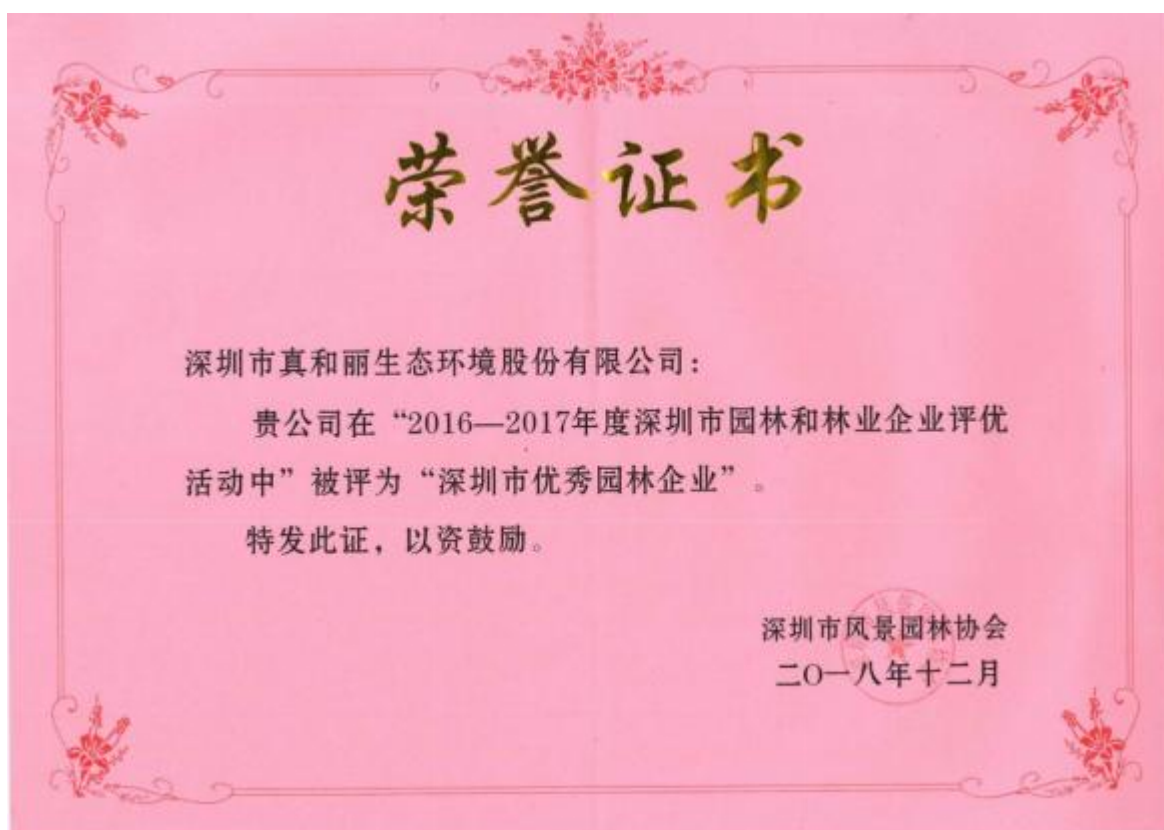 荣誉证书
深圳市真和丽生态环境股份有限公司：
贵公司在“2016—2017年度深圳市园林和林业企业评优
活动中”被评为“深圳市优秀园林企业”。
特发此证，以资鼓励。
深圳市风景园林协会
二〇一八年十二月